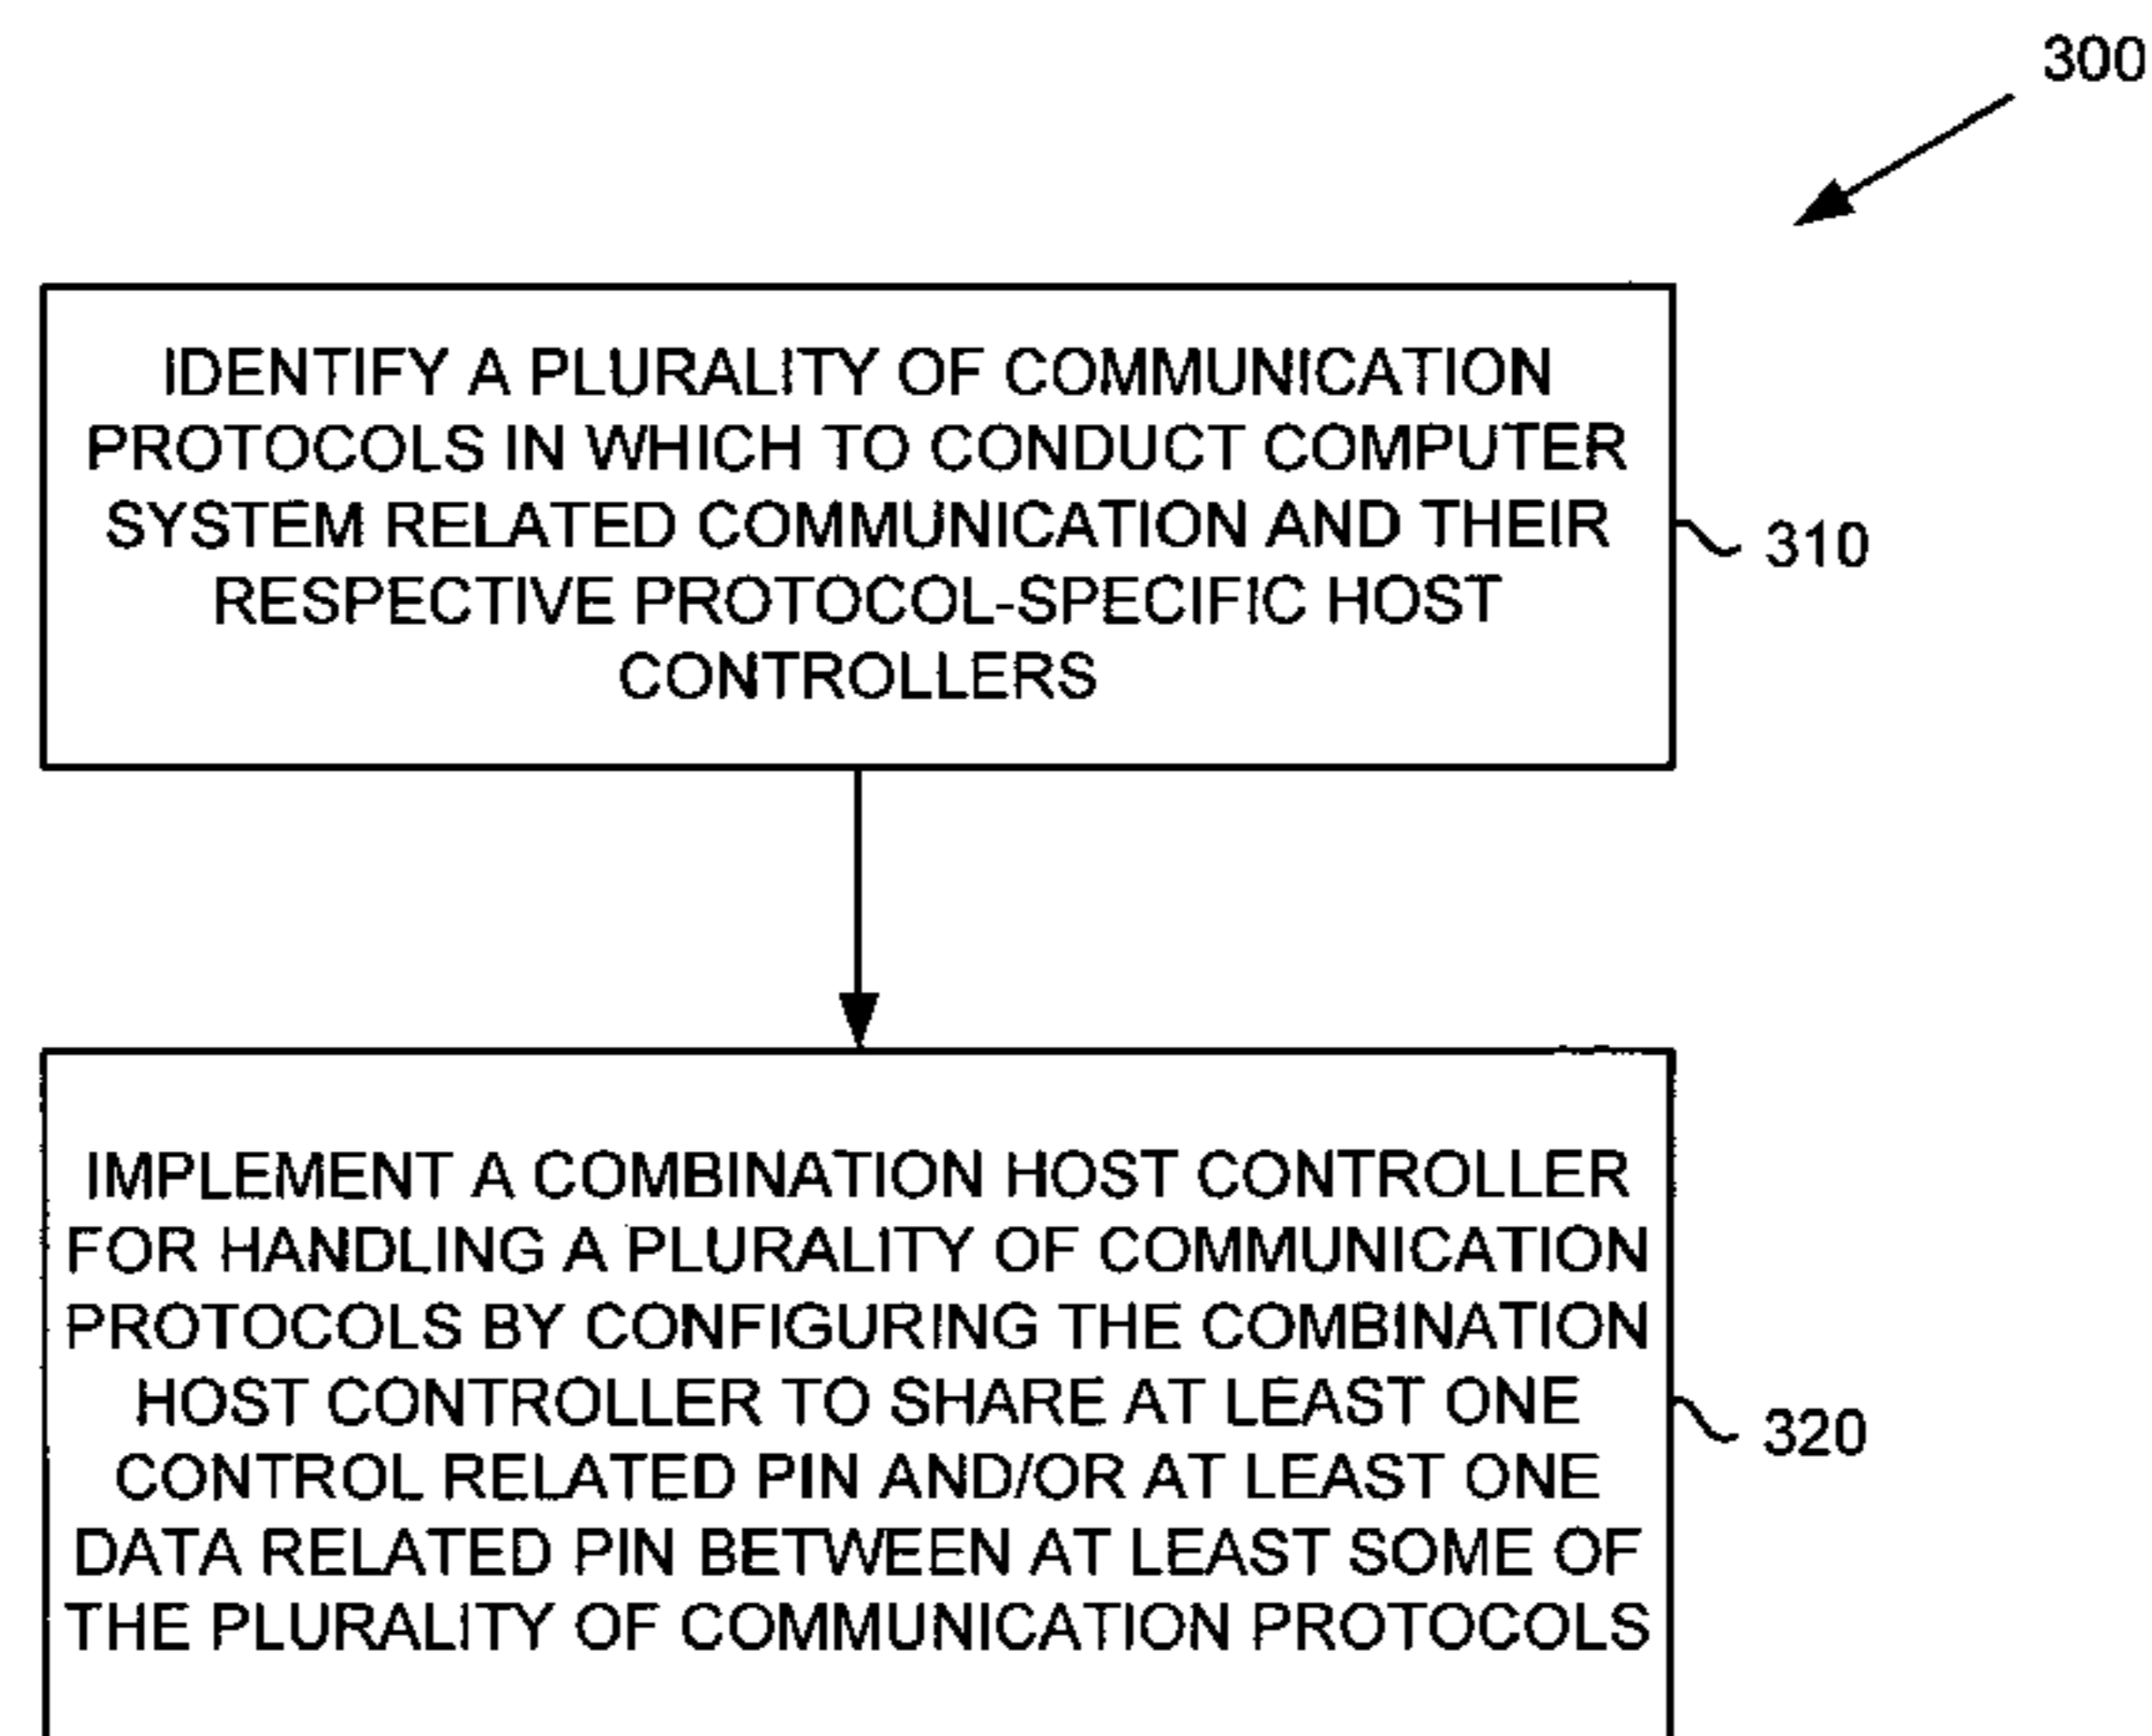 300
IDENTIFY A PLURALITY OF COMMUNICATION
PROTOCOLS IN WHICH TO CONDUCT COMPUTER
SYSTEM RELATED COMMUNICATION AND THEIR
RESPECTIVE PROTOCOL-SPECIFIC HOST
CONTROLLERS
310
IMPLEMENT A COMBINATION HOST CONTROLLER
FOR HANDLING A PLURALITY OF COMMUNICATION
PROTOCOLS BY CONFIGURING THE COMBINATION
HOST CONTROLLER TO SHARE AT LEAST ONE
CONTROL RELATED PIN AND/OR AT LEAST ONE
DATA RELATED PIN BETWEEN AT LEAST SOME OF
THE PLURALITY OF COMMUNICATION PROTOCOLS
320